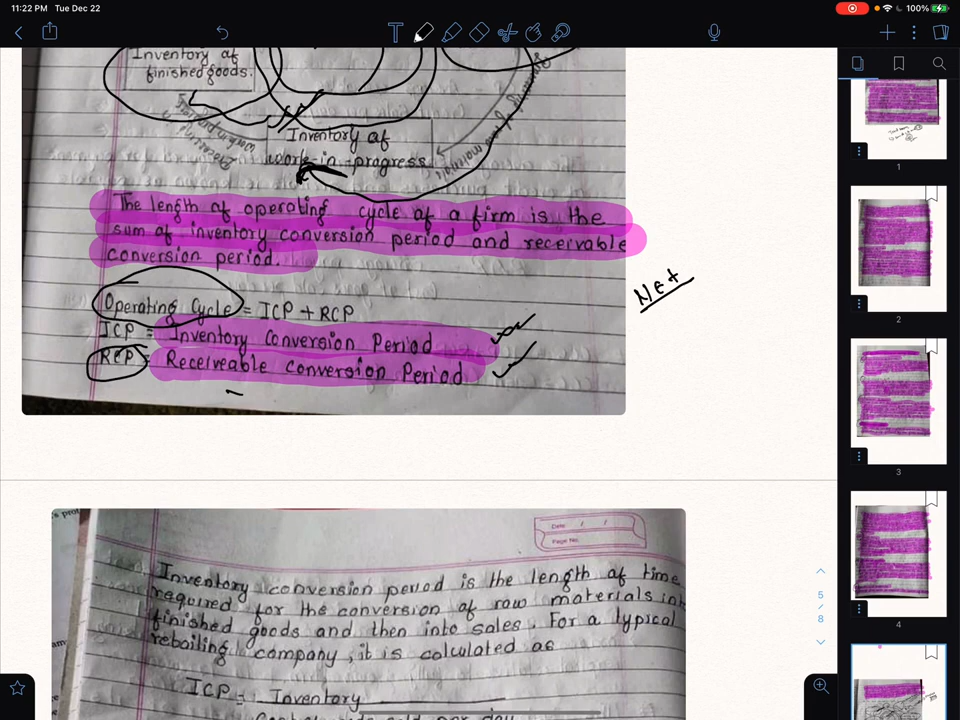 11:22 PM Tue Dec 22
100%
Inventory of
finished goods.
Inventory of
work-in-progress
The length of operating cycle of a firm is the
sum of inventory conversion period and receivable
conversion period.
Net
Operating Cycle = ICP + RCP
ICP = Inventory Conversion Period
RCP = Receiveable Conversion Period
Date / /
Page No.
Inventory conversion period is the length of time
required for the conversion of row materials int
finished goods and then into sales. For a typical
retailing company, it is calculated as
ICP = Inventory
1
2
3
4
5
/
8